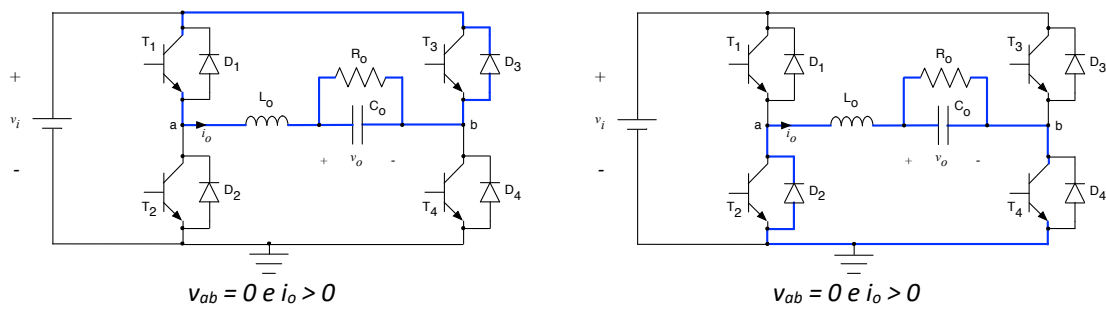 T1 D1 T3 D3
Ro
Lo Co
+ vi -
a io b
+ vo -
T2 D2 T4 D4
vab = 0 e io > 0
T1 D1 T3 D3
Ro
Lo Co
+ vi -
a io b
+ vo -
T2 D2 T4 D4
vab = 0 e io > 0